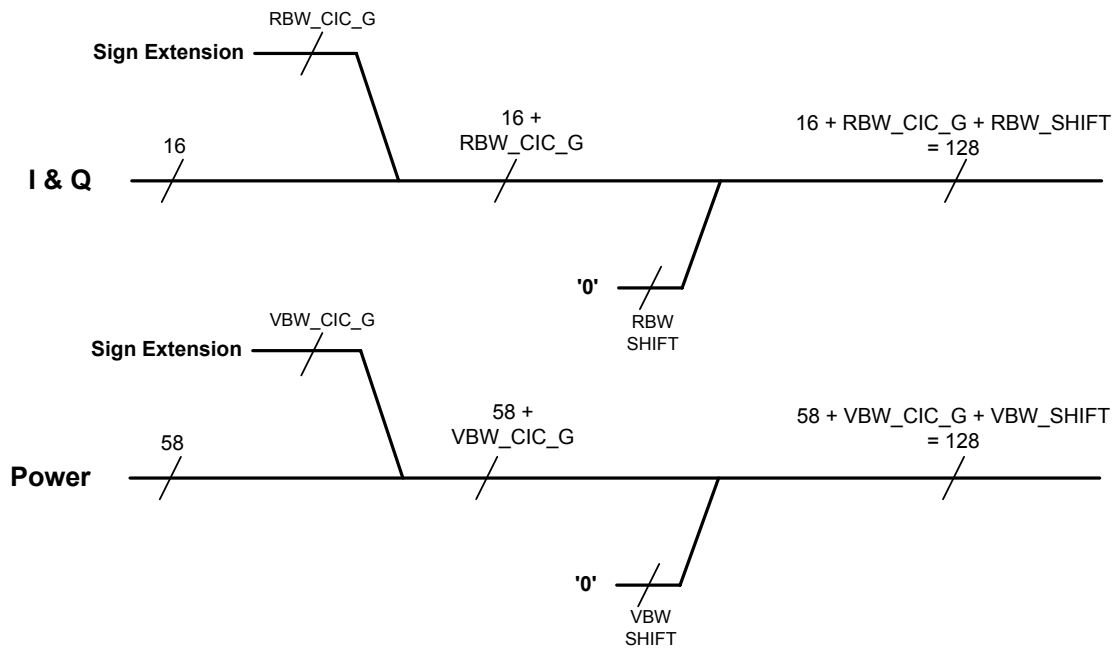 RBW_CIC_G
Sign Extension
16
16 +
RBW_CIC_G
16 + RBW_CIC_G + RBW_SHIFT
= 128
I & Q
'0'
RBW
SHIFT
VBW_CIC_G
Sign Extension
58
58 +
VBW_CIC_G
58 + VBW_CIC_G + VBW_SHIFT
= 128
Power
'0'
VBW
SHIFT